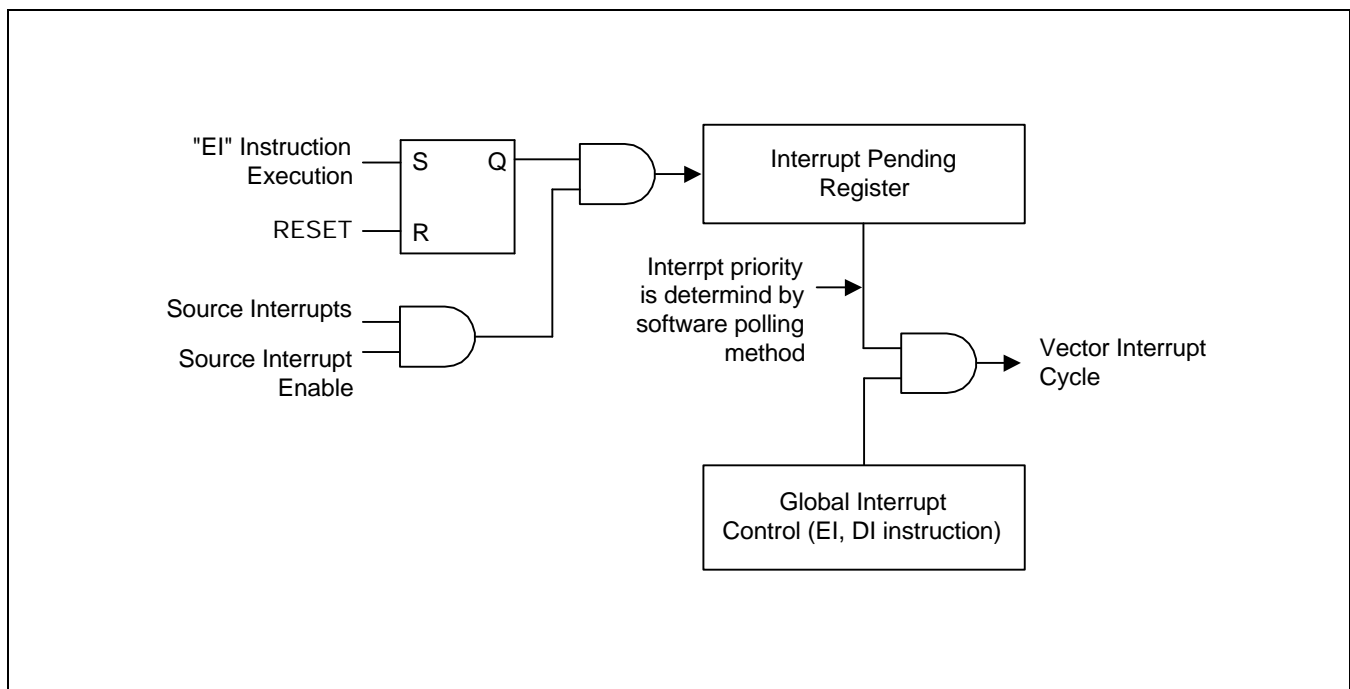 "EI" Instruction
Execution
S
Q
RESET
R
Source Interrupts
Source Interrupt
Enable
Interrupt Pending
Register
Interrpt priority
is determind by
software polling
method
Vector Interrupt
Cycle
Global Interrupt
Control (EI, DI instruction)